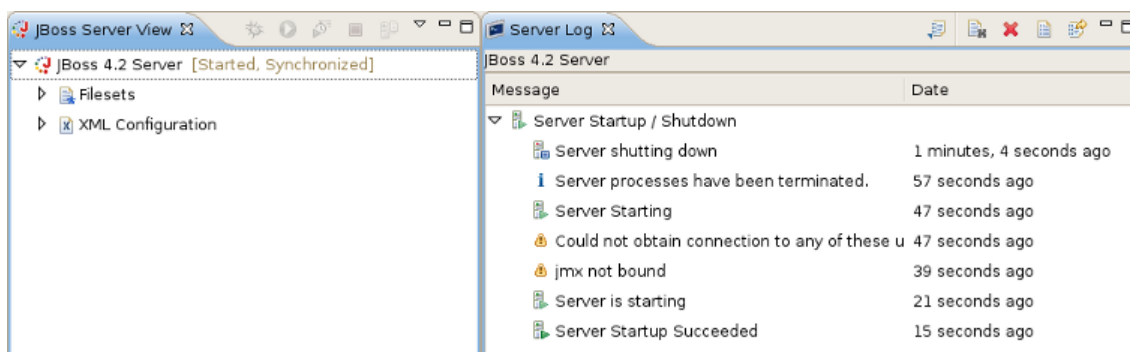 JBoss Server View
JBoss 4.2 Server [Started, Synchronized]
Filesets
XML Configuration
Server Log
JBoss 4.2 Server
Message Date
Server Startup / Shutdown
Server shutting down 1 minutes, 4 seconds ago
Server processes have been terminated. 57 seconds ago
Server Starting 47 seconds ago
Could not obtain connection to any of these u 47 seconds ago
jmx not bound 39 seconds ago
Server is starting 21 seconds ago
Server Startup Succeeded 15 seconds ago